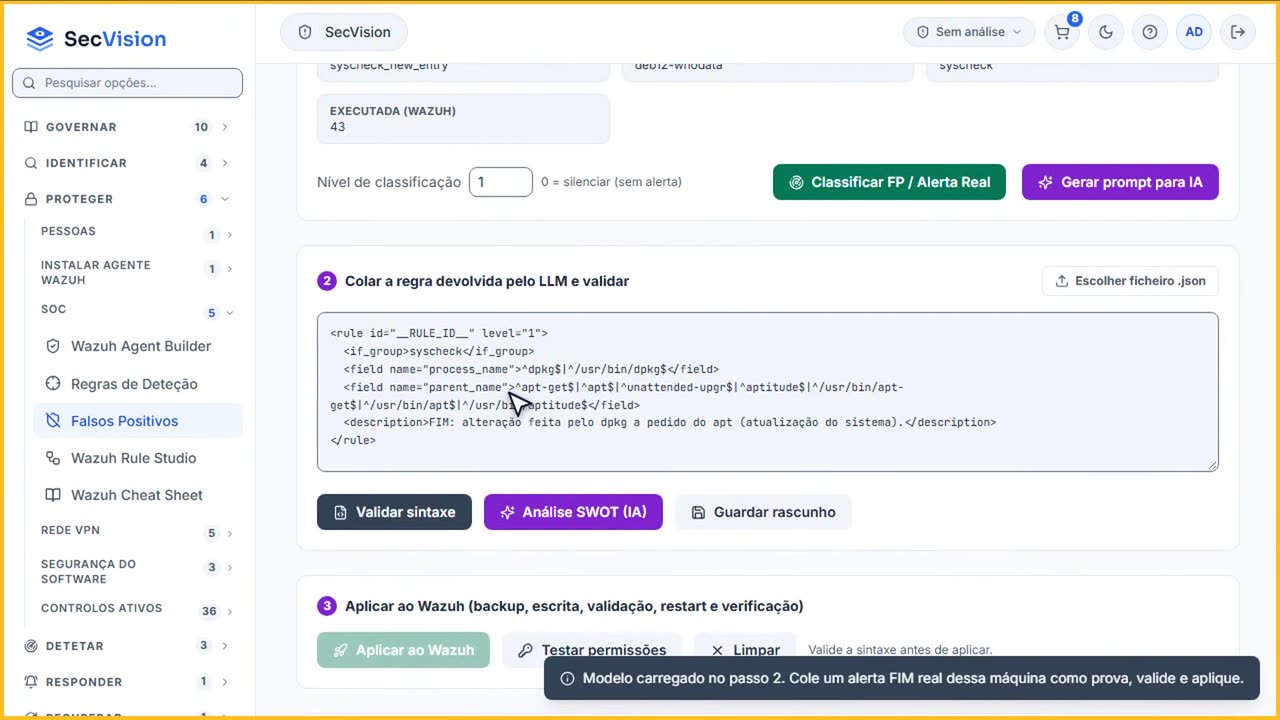 SecVision
SecVision
Sem análise
8
AD
Pesquisar opções...
GOVERNAR 10
IDENTIFICAR 4
PROTEGER 6
PESSOAS 1
INSTALAR AGENTE
WAZUH 1
SOC 5
Wazuh Agent Builder
Regras de Deteção
Falsos Positivos
Wazuh Rule Studio
Wazuh Cheat Sheet
REDE VPN 5
SEGURANÇA DO
SOFTWARE 3
CONTROLOS ATIVOS 36
DETETAR 3
RESPONDER 1
RECUPERAR 1
syscheck_new_entry
deb12-whodata
syscheck
EXECUTADA (WAZUH)
43
Nível de classificação 1 0 = silenciar (sem alerta)
Classificar FP / Alerta Real
Gerar prompt para IA
2 Colar a regra devolvida pelo LLM e validar
Escolher ficheiro .json
<rule id="__RULE_ID__" level="1">
<if_group>syscheck</if_group>
<field name="process_name">^dpkg$|^/usr/bin/dpkg$</field>
<field name="parent_name">^apt-get$|^apt$|^unattended-upgr$|^aptitude$|^/usr/bin/apt-
get$|^/usr/bin/apt$|^/usr/bin/aptitude$</field>
<description>FIM: alteração feita pelo dpkg a pedido do apt (atualização do sistema).</description>
</rule>
Validar sintaxe
Análise SWOT (IA)
Guardar rascunho
3 Aplicar ao Wazuh (backup, escrita, validação, restart e verificação)
Aplicar ao Wazuh
Testar permissões
Limpar
Valide a sintaxe antes de aplicar.
Modelo carregado no passo 2. Cole um alerta FIM real dessa máquina como prova, valide e aplique.